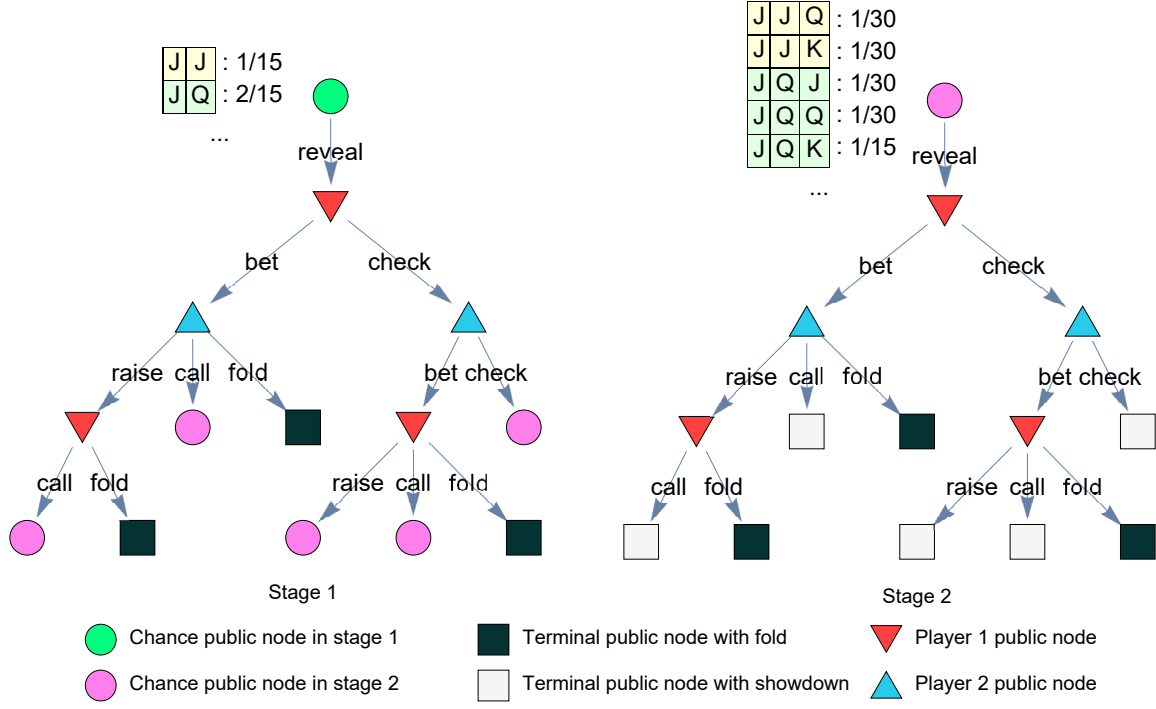 J J : 1/15
J Q : 2/15
...
reveal
bet check
raise call fold bet check
call fold raise call fold
Stage 1
J J Q : 1/30
J J K : 1/30
J Q J : 1/30
J Q Q : 1/30
J Q K : 1/15
...
reveal
bet check
raise call fold bet check
call fold raise call fold
Stage 2
Chance public node in stage 1
Terminal public node with fold
Player 1 public node
Chance public node in stage 2
Terminal public node with showdown
Player 2 public node